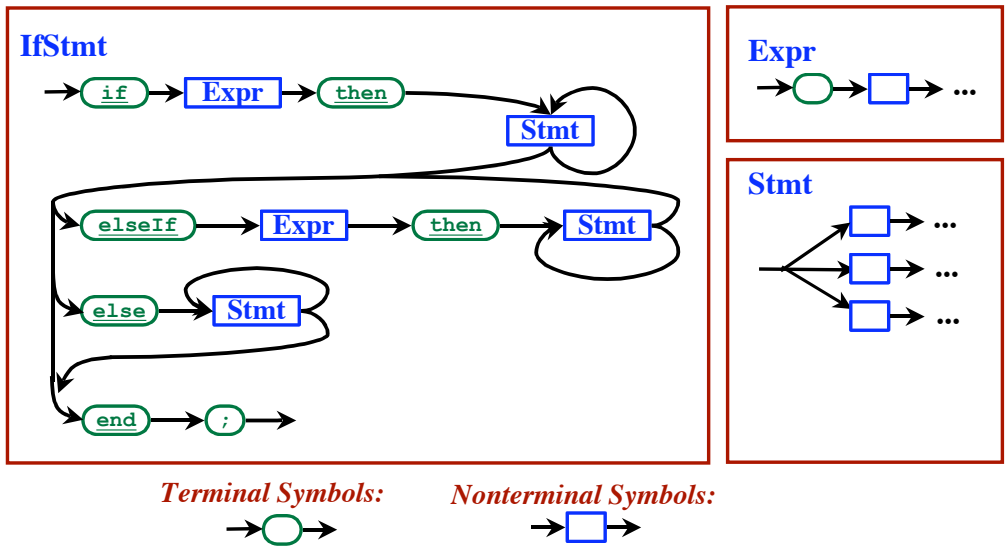 IfStmt
if Expr then
Stmt
elseIf Expr then Stmt
else Stmt
end ;
Expr
...
Stmt
...
...
...
Terminal Symbols: Nonterminal Symbols: